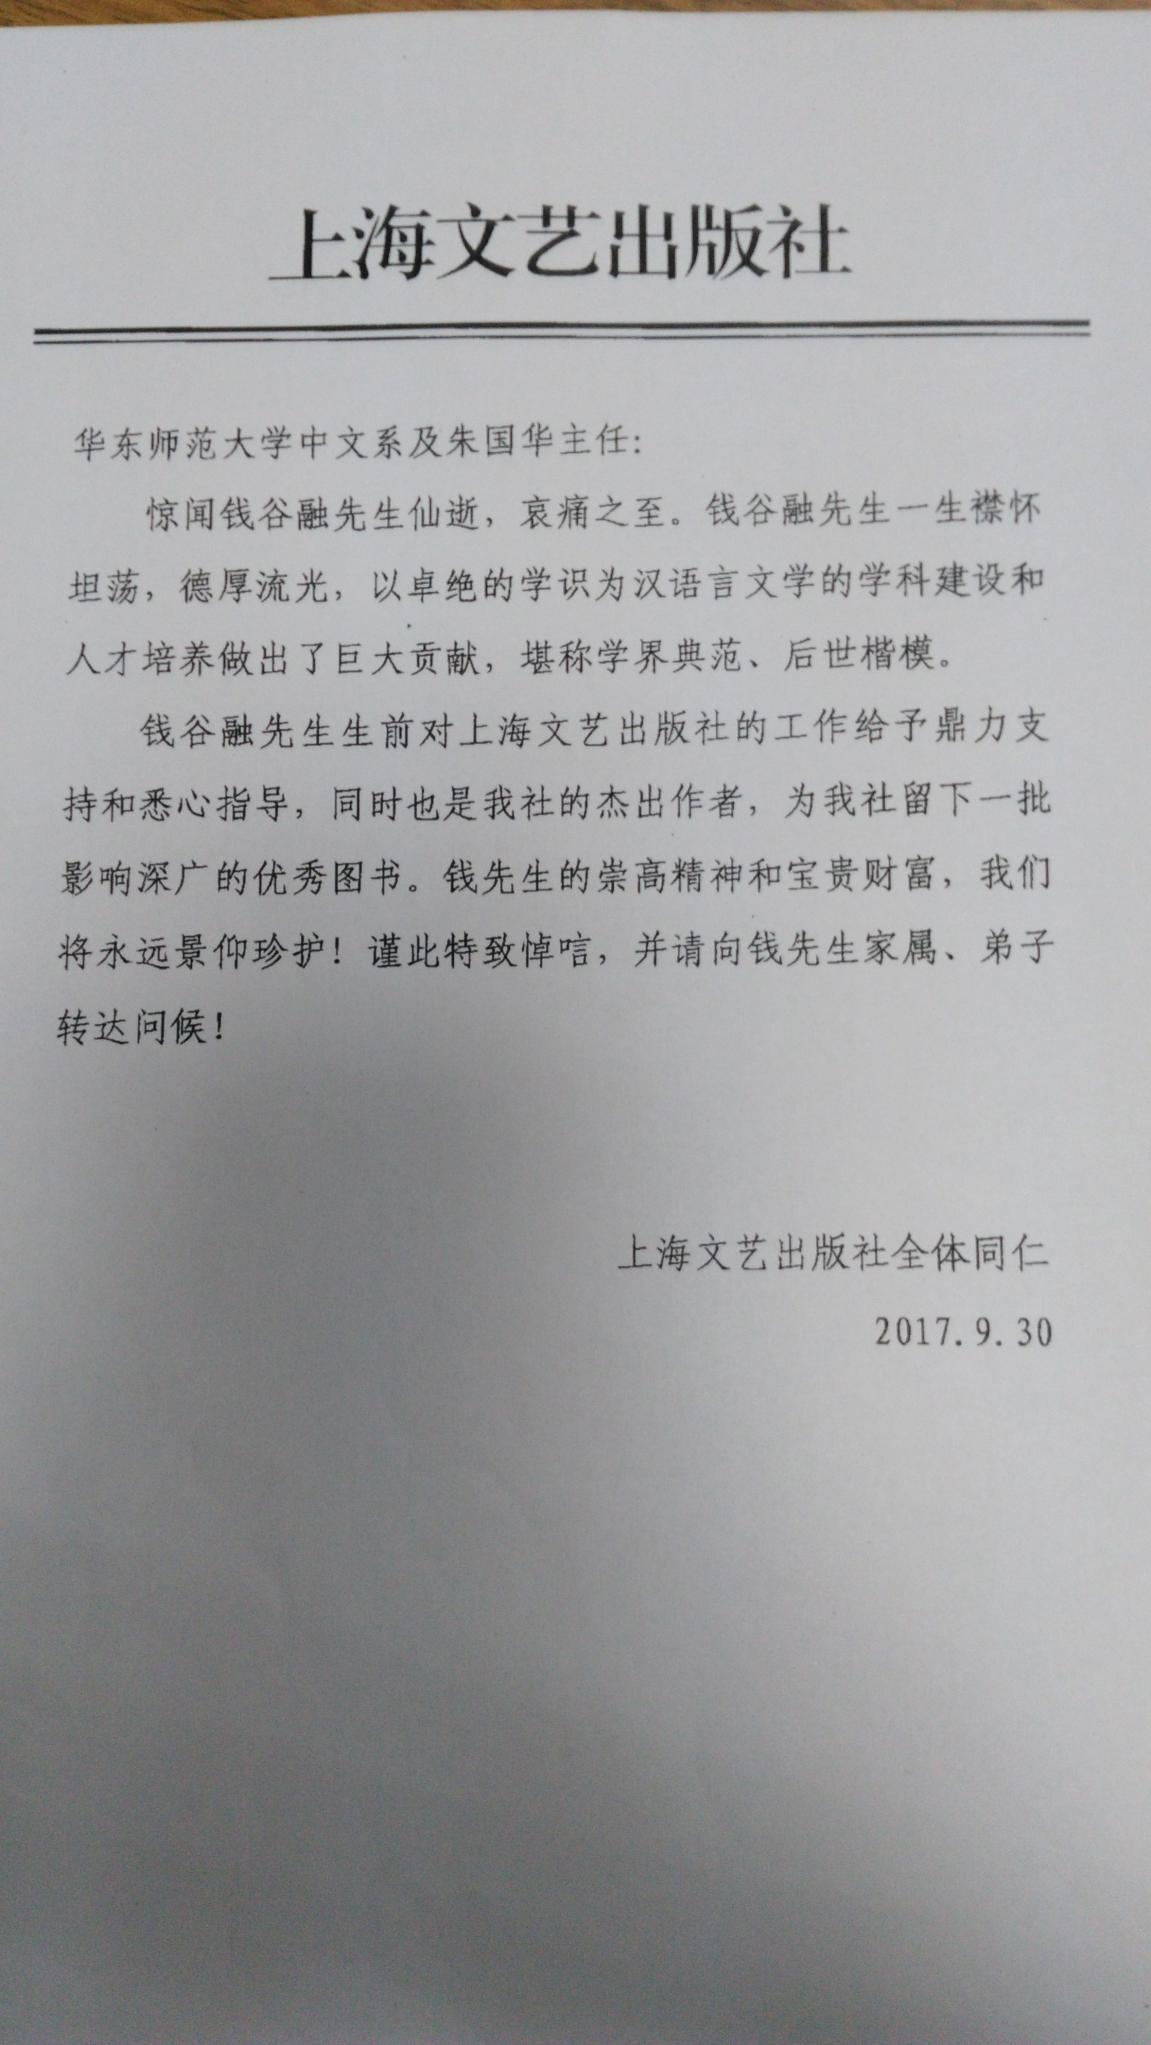 上海文艺出版社
华东师范大学中文系及朱国华主任：
惊闻钱谷融先生仙逝，哀痛之至。钱谷融先生一生襟怀
坦荡，德厚流光，以卓绝的学识为汉语言文学的学科建设和
人才培养做出了巨大贡献，堪称学界典范、后世楷模。
钱谷融先生生前对上海文艺出版社的工作给予鼎力支
持和悉心指导，同时也是我社的杰出作者，为我社留下一批
影响深广的优秀图书。钱先生的崇高精神和宝贵财富，我们
将永远景仰珍护！谨此特致悼唁，并请向钱先生家属、弟子
转达问候！
上海文艺出版社全体同仁
2017.9.30